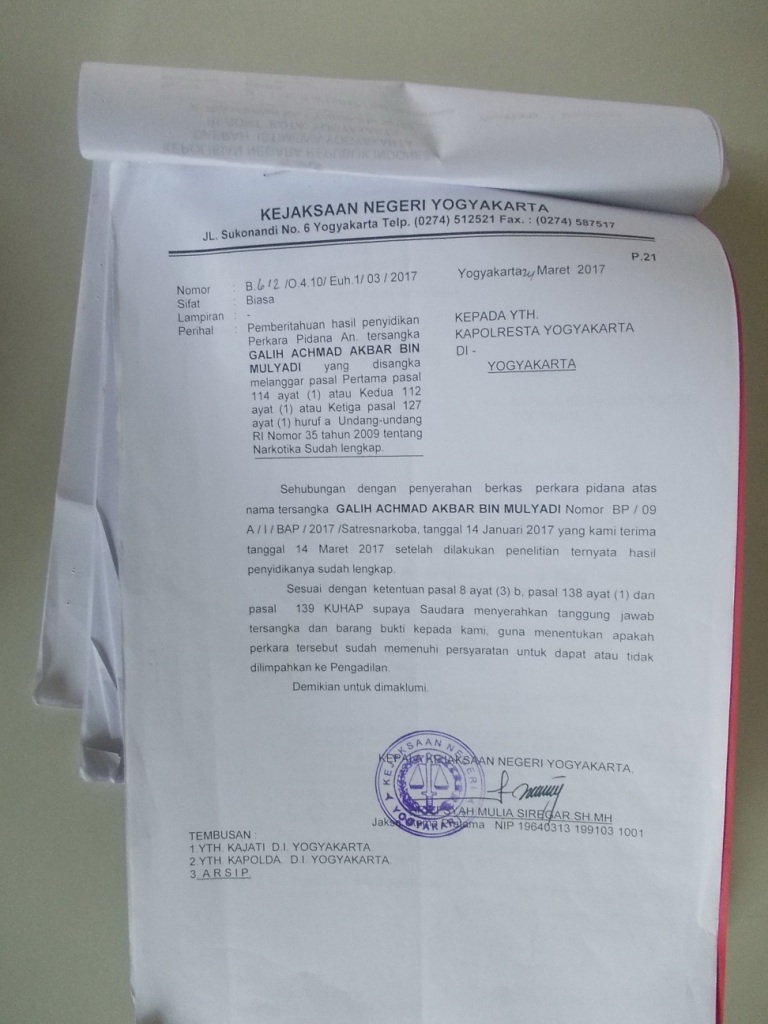 KEJAKSAAN NEGERI YOGYAKARTA
JL. Sukonandi No. 6 Yogyakarta Telp. (0274) 512521 Fax. : (0274) 587517
P.21
Nomor : B.612 /O.4.10/ Euh.1/ 03 / 2017
Yogyakarta, 24 Maret 2017
Sifat : Biasa
Lampiran : -
Perihal : Pemberitahuan hasil penyidikan
Perkara Pidana An. tersangka
GALIH ACHMAD AKBAR BIN
MULYADI yang disangka
melanggar pasal Pertama pasal
114 ayat (1) atau Kedua 112
ayat (1) atau Ketiga pasal 127
ayat (1) huruf a Undang-undang
RI Nomor 35 tahun 2009 tentang
Narkotika Sudah lengkap.
KEPADA YTH.
KAPOLRESTA YOGYAKARTA
DI -
YOGYAKARTA
Sehubungan dengan penyerahan berkas perkara pidana atas
nama tersangka GALIH ACHMAD AKBAR BIN MULYADI Nomor BP / 09
A / I / BAP / 2017 /Satresnarkoba, tanggal 14 Januari 2017 yang kami terima
tanggal 14 Maret 2017 setelah dilakukan penelitian ternyata hasil
penyidikanya sudah lengkap.
Sesuai dengan ketentuan pasal 8 ayat (3) b, pasal 138 ayat (1) dan
pasal 139 KUHAP supaya Saudara menyerahkan tanggung jawab
tersangka dan barang bukti kepada kami, guna menentukan apakah
perkara tersebut sudah memenuhi persyaratan untuk dapat atau tidak
dilimpahkan ke Pengadilan.
Demikian untuk dimaklumi.
KEPALA KEJAKSAAN NEGERI YOGYAKARTA,
KEJAKSAAN NEGERI
YOGYAKARTA
MULIA SIREGAR SH.MH
Jaksa Utama Pratama NIP 19640313 199103 1001
TEMBUSAN :
1 YTH. KAJATI D.I. YOGYAKARTA
2 YTH. KAPOLDA. D.I. YOGYAKARTA
3 A R S I P.